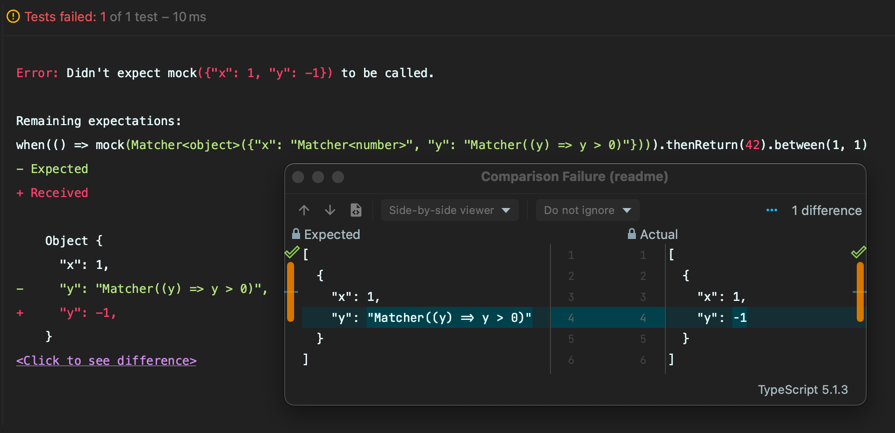 Tests failed: 1 of 1 test – 10 ms
Error: Didn't expect mock({"x": 1, "y": -1}) to be called.
Remaining expectations:
when(() => mock(Matcher<object>({"x": "Matcher<number>", "y": "Matcher((y) => y > 0)"}))).thenReturn(42).between(1, 1)
- Expected
+ Received
Object {
"x": 1,
- "y": "Matcher((y) => y > 0)",
+ "y": -1,
}
<Click to see difference>
Comparison Failure (readme)
Side-by-side viewer Do not ignore ••• 1 difference
Expected Actual
[ 1 1 [
{ 2 2 {
"x": 1, 3 3 "x": 1,
"y": "Matcher((y) => y > 0)" 4 4 "y": -1
} 5 5 }
] 6 6 ]
TypeScript 5.1.3